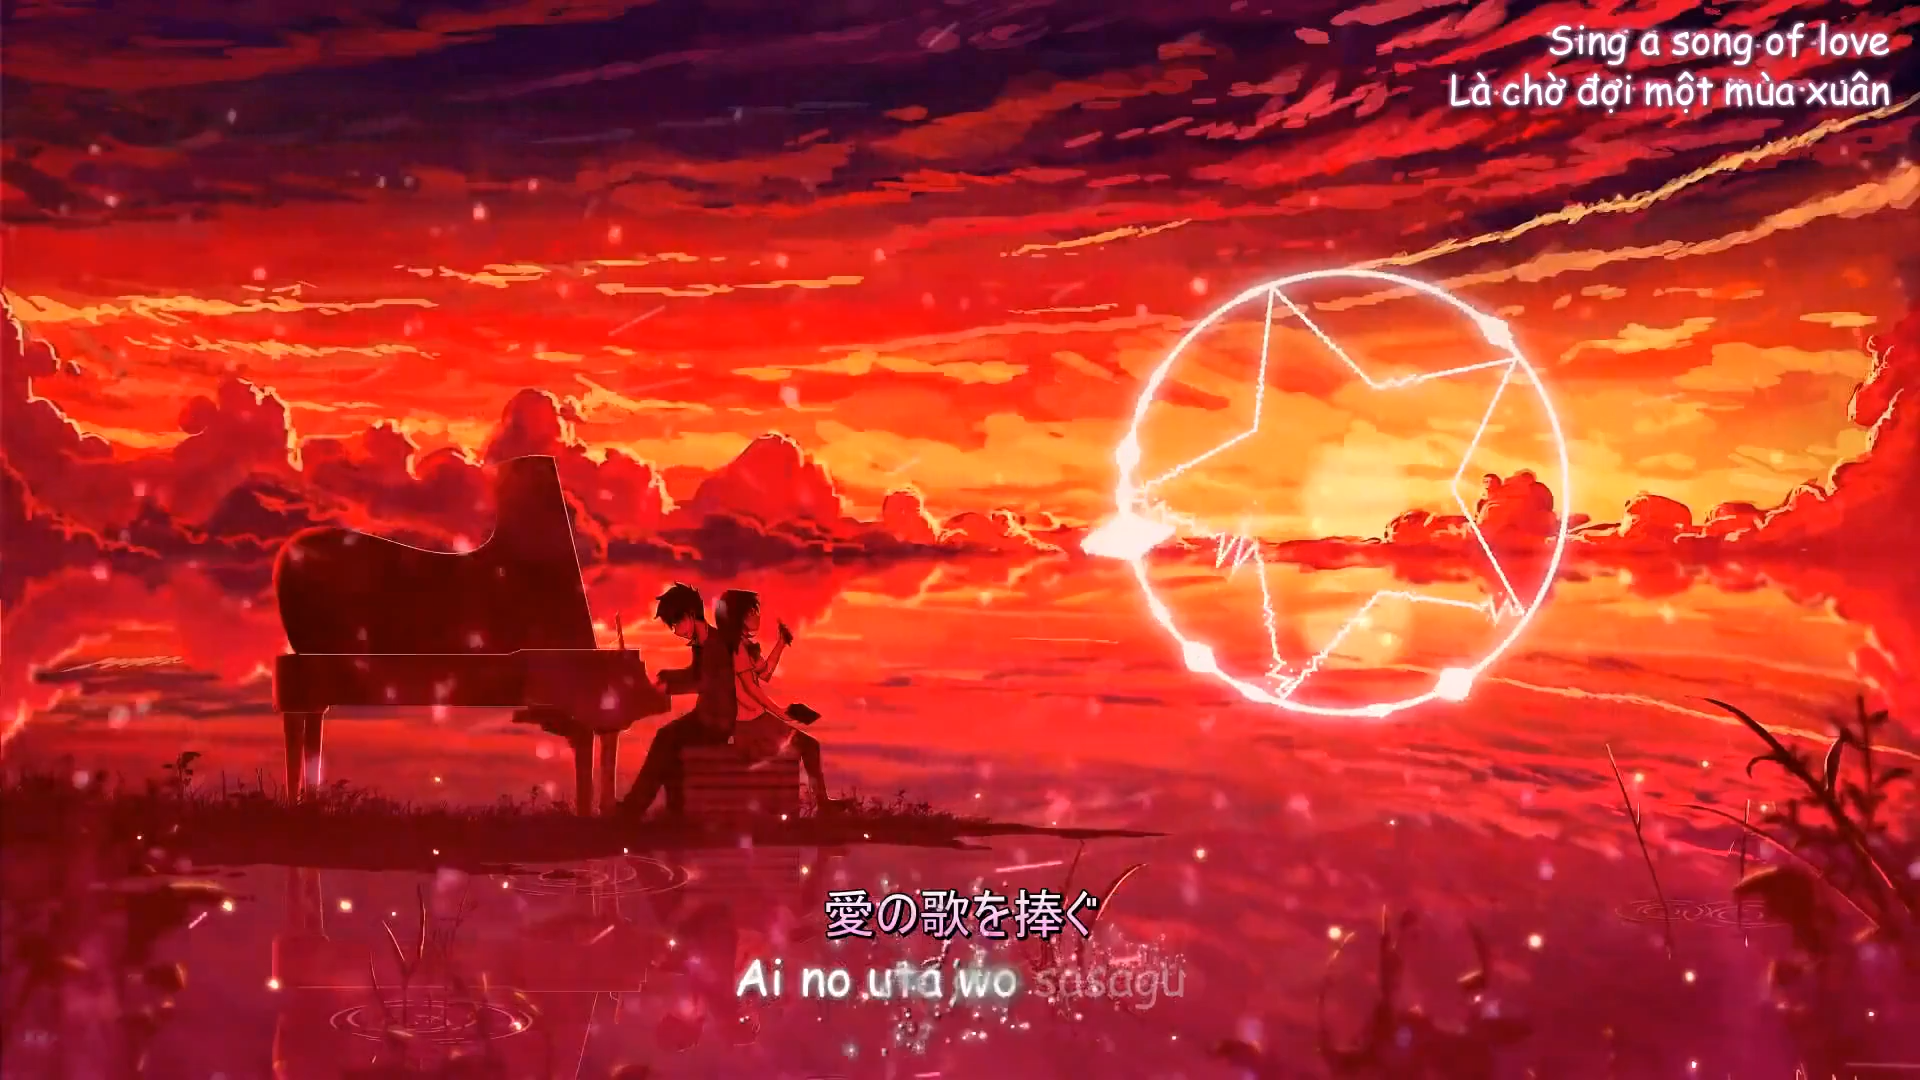 Sing a song of love
Là chờ đợi một mùa xuân
愛の歌を捧ぐ
Ai no uta wo sasagu